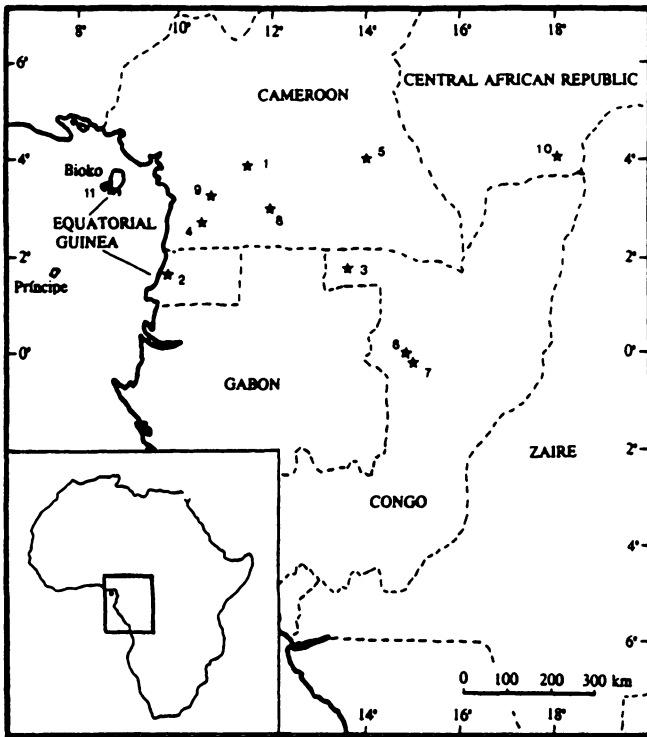 10° 12° 14° 16° 18°
6° 6°
CENTRAL AFRICAN REPUBLIC
CAMEROON
5
10
4° 1 4°
Bioko
11
9
8
EQUATORIAL
GUINEA
4
2° 3 2°
2
Príncipe
0° 6 0°
7
GABON
ZAIRE
2°
CONGO
4°
6°
0 100 200 300 km
14° 16° 18°